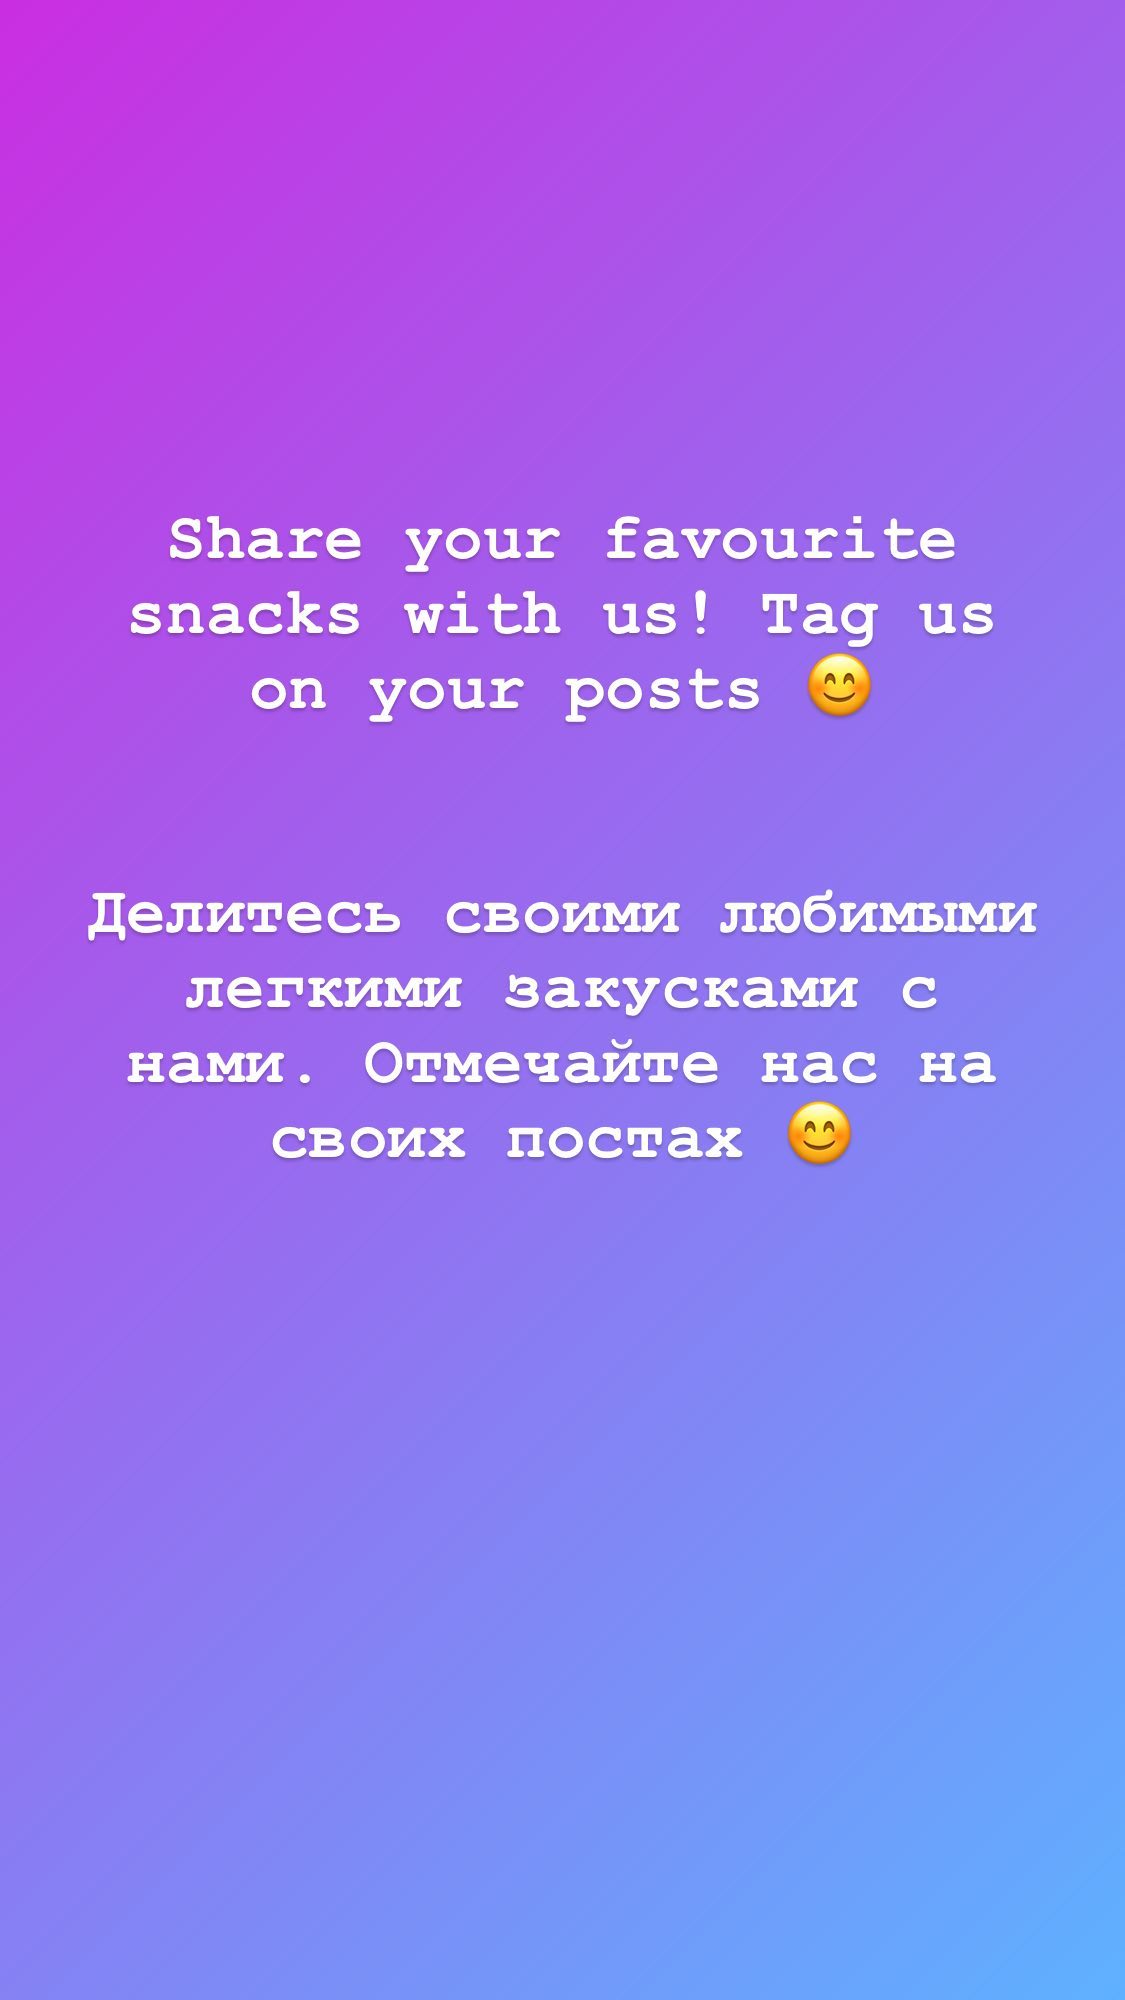 Share your favourite
snacks with us! Tag us
on your posts 😊
Делитесь своими любимыми
легкими закусками с
нами. Отмечайте нас на
своих постах 😊